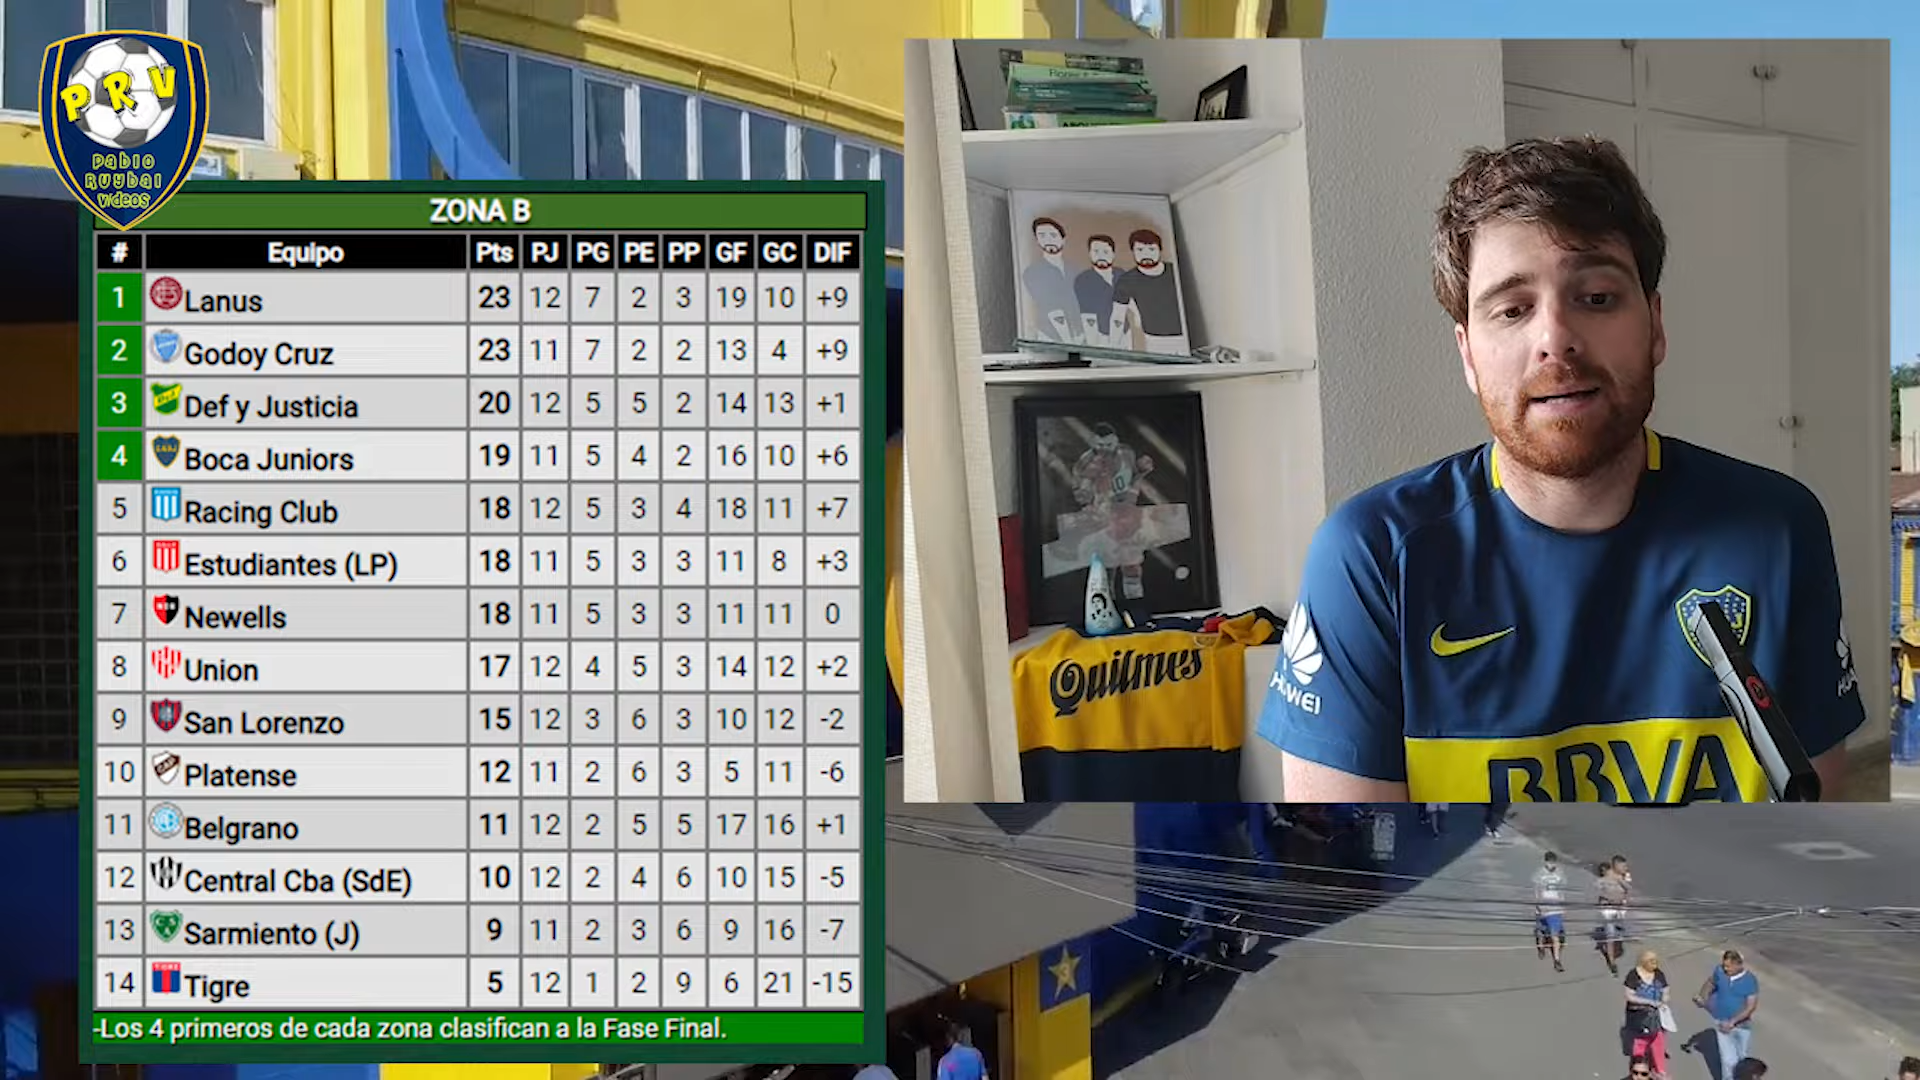 PRV
Pablo
Ruybal
Videos
ZONA B
# Equipo Pts PJ PG PE PP GF GC DIF
1 Lanus 23 12 7 2 3 19 10 +9
2 Godoy Cruz 23 11 7 2 2 13 4 +9
3 Def y Justicia 20 12 5 5 2 14 13 +1
4 Boca Juniors 19 11 5 4 2 16 10 +6
5 Racing Club 18 12 5 3 4 18 11 +7
6 Estudiantes (LP) 18 11 5 3 3 11 8 +3
7 Newells 18 11 5 3 3 11 11 0
8 Union 17 12 4 5 3 14 12 +2
9 San Lorenzo 15 12 3 6 3 10 12 -2
10 Platense 12 11 2 6 3 5 11 -6
11 Belgrano 11 12 2 5 5 17 16 +1
12 Central Cba (SdE) 10 12 2 4 6 10 15 -5
13 Sarmiento (J) 9 11 2 3 6 9 16 -7
14 Tigre 5 12 1 2 9 6 21 -15
-Los 4 primeros de cada zona clasifican a la Fase Final.
10
Quilmes
HUAWEI
BBVA
3